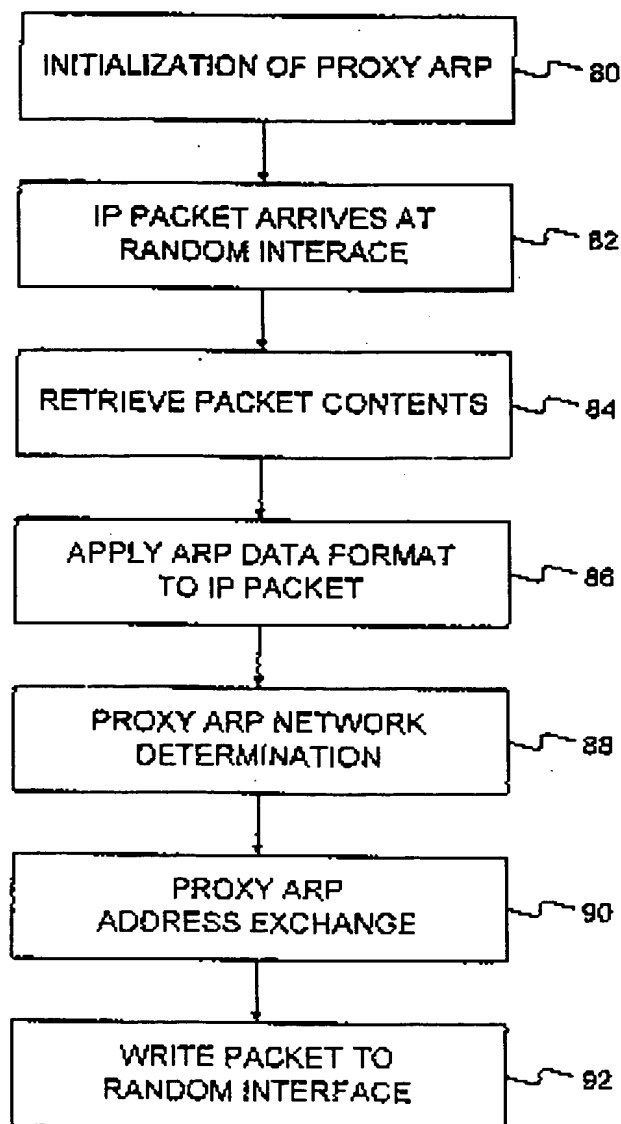 INITIALIZATION OF PROXY ARP
80
IP PACKET ARRIVES AT
RANDOM INTERACE
82
RETRIEVE PACKET CONTENTS
84
APPLY ARP DATA FORMAT
TO IP PACKET
86
PROXY ARP NETWORK
DETERMINATION
88
PROXY ARP
ADDRESS EXCHANGE
90
WRITE PACKET TO
RANDOM INTERFACE
92